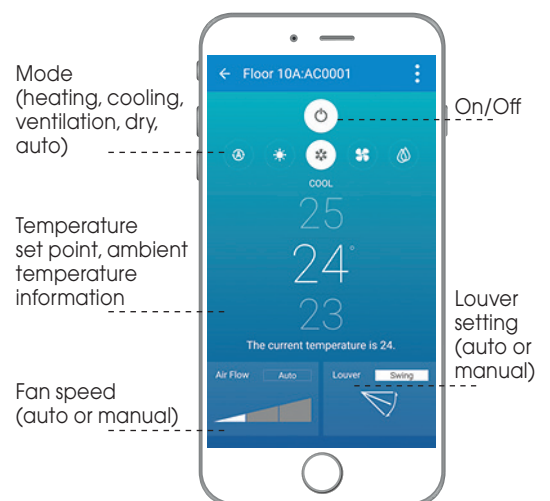 Mode
(heating, cooling,
ventilation, dry,
auto)
Temperature
set point, ambient
temperature
information
Fan speed
(auto or manual)
← Floor 10A:AC0001
A
COOL
25
24°
23
The current temperature is 24.
Air Flow Auto
Louver Swing
On/Off
Louver
setting
(auto or
manual)